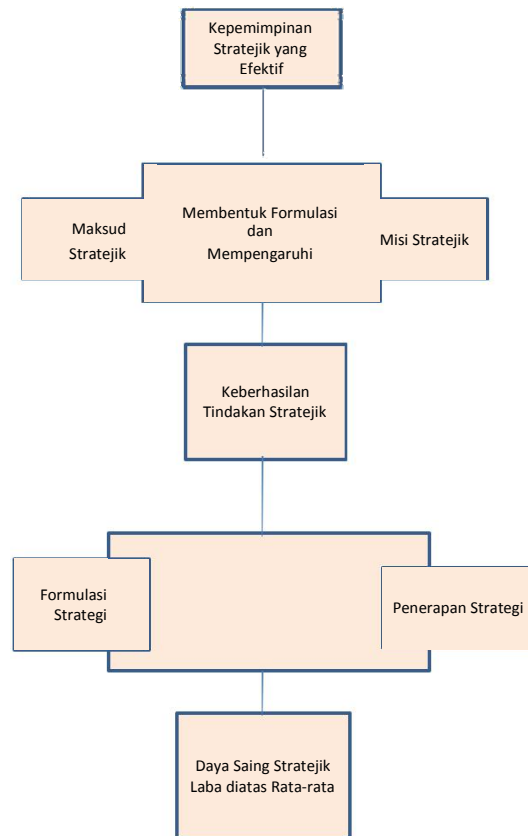 Kepemimpinan
Stratejik yang
Efektif
Maksud
Stratejik
Membentuk Formulasi
dan
Mempengaruhi
Misi Stratejik
Keberhasilan
Tindakan Stratejik
Formulasi
Strategi
Penerapan Strategi
Daya Saing Stratejik
Laba diatas Rata-rata